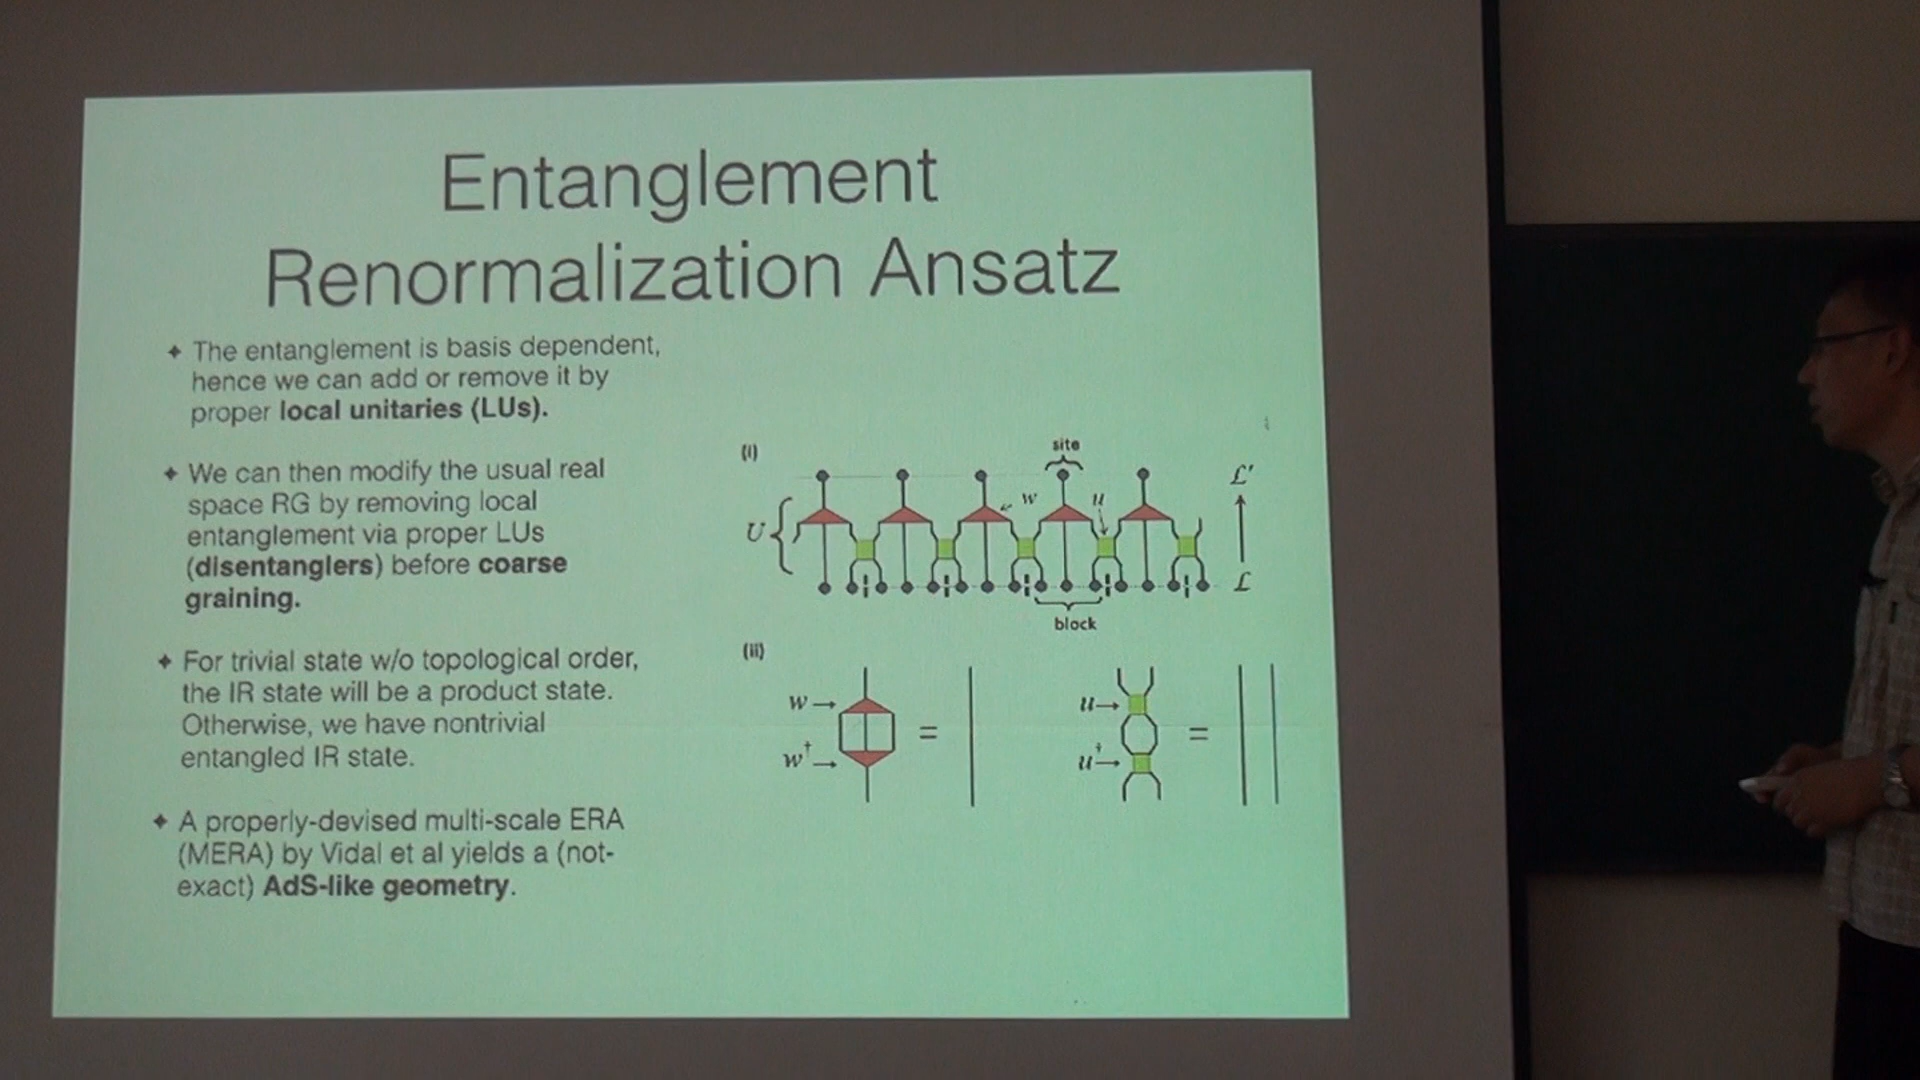 Entanglement
Renormalization Ansatz
✦ The entanglement is basis dependent,
hence we can add or remove it by
proper local unitaries (LUs).
✦ We can then modify the usual real
space RG by removing local
entanglement via proper LUs
(disentanglers) before coarse
graining.
✦ For trivial state w/o topological order,
the IR state will be a product state.
Otherwise, we have nontrivial
entangled IR state.
✦ A properly-devised multi-scale ERA
(MERA) by Vidal et al yields a (not-
exact) AdS-like geometry.
(i)
site
ℒ′
w
u
U
ℒ
block
(ii)
w
=
w†
u
=
u†